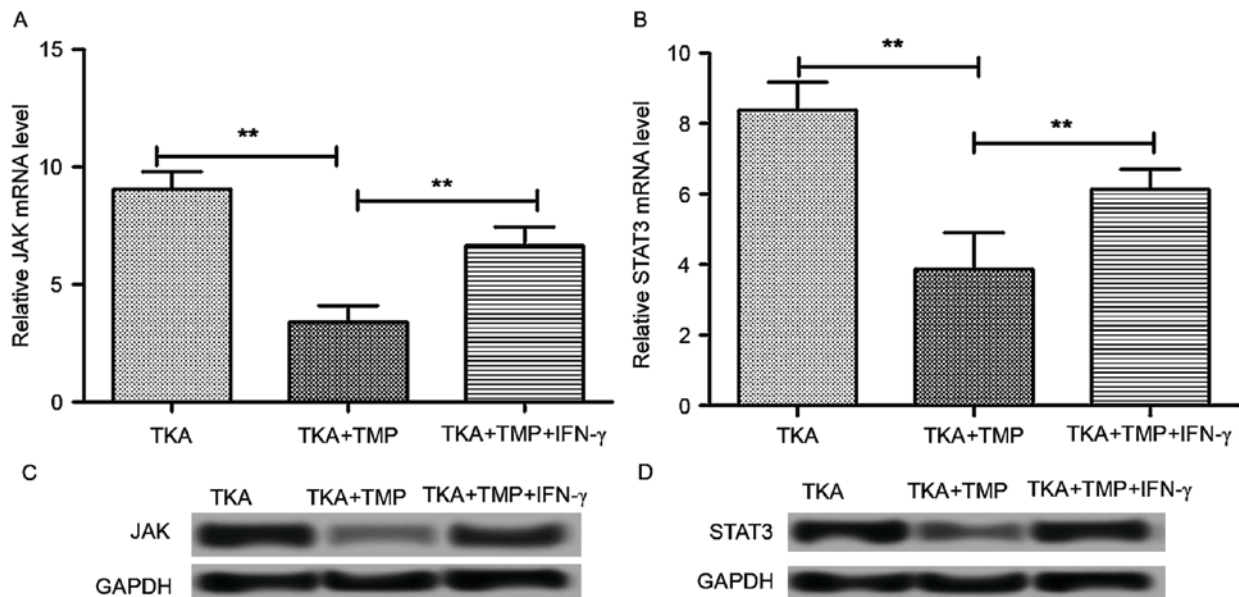 A
15
10
5
0
Relative JAK mRNA level
**
**
TKA
TKA+TMP
TKA+TMP+IFN-γ
B
10
8
6
4
2
0
Relative STAT3 mRNA level
**
**
TKA
TKA+TMP
TKA+TMP+IFN-γ
C
TKA TKA+TMP TKA+TMP+IFN-γ
JAK
GAPDH
D
TKA TKA+TMP TKA+TMP+IFN-γ
STAT3
GAPDH